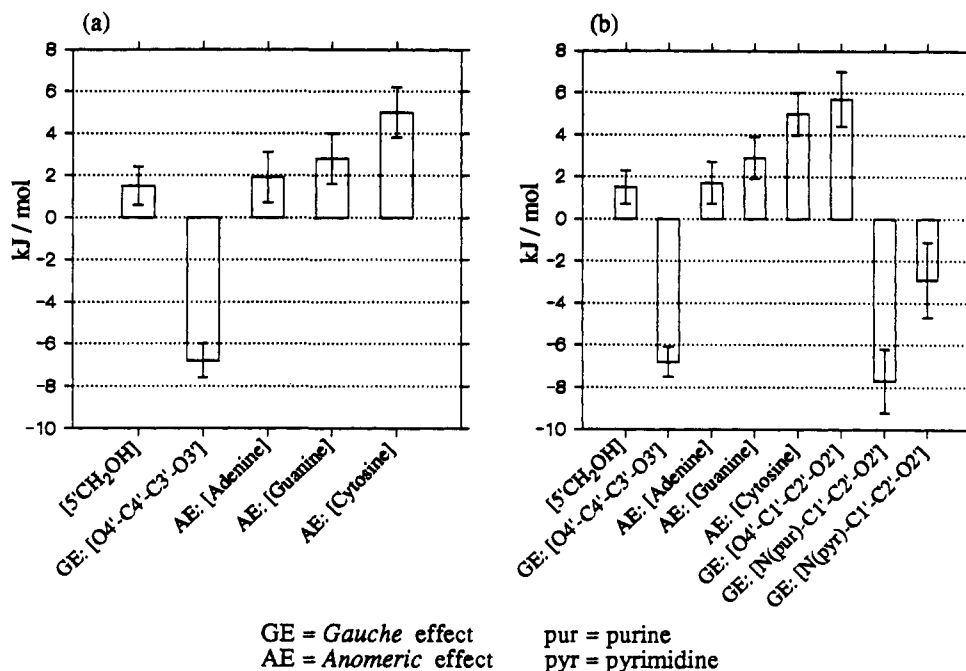 (a)
(b)
8
6
4
2
0
-2
-4
-6
-8
-10
kJ / mol
[5'CH₂OH]
GE: [O4'-C4'-C3'-O3']
AE: [Adenine]
AE: [Guanine]
AE: [Cytosine]
8
6
4
2
0
-2
-4
-6
-8
-10
kJ / mol
[5'CH₂OH]
GE: [O4'-C4'-C3'-O3']
AE: [Adenine]
AE: [Guanine]
AE: [Cytosine]
GE: [O4'-C1'-C2'-O2']
GE: [N(pur)-C1'-C2'-O2']
GE: [N(pyr)-C1'-C2'-O2']
GE = Gauche effect pur = purine
AE = Anomeric effect pyr = pyrimidine